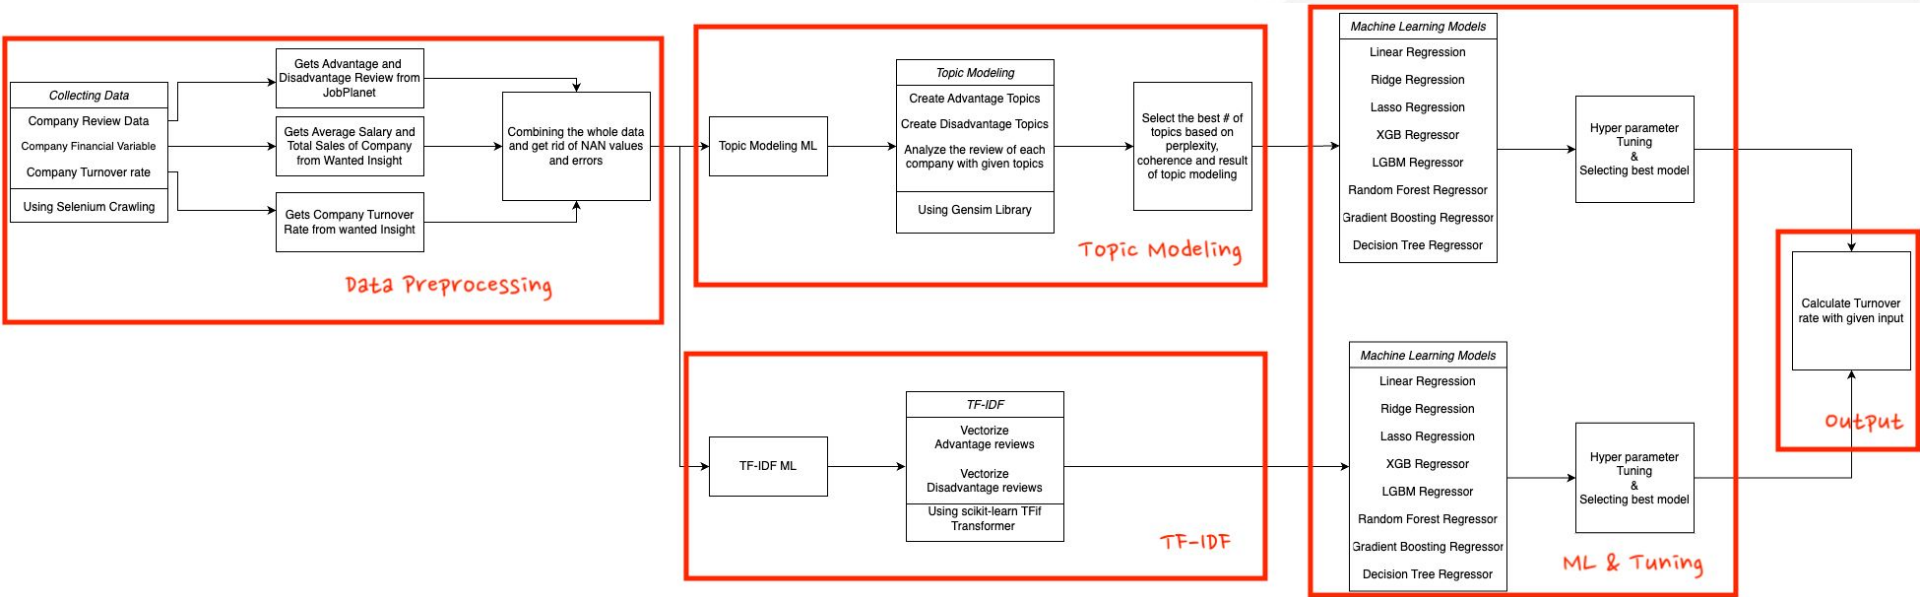 Collecting Data
Company Review Data
Company Financial Variable
Company Turnover rate
Using Selenium Crawling
Gets Advantage and
Disadvantage Review from
JobPlanet
Gets Average Salary and
Total Sales of Company
from Wanted Insight
Gets Company Turnover
Rate from wanted Insight
Combining the whole data
and get rid of NAN values
and errors
Data Preprocessing
Topic Modeling ML
Topic Modeling
Create Advantage Topics
Create Disadvantage Topics
Analyze the review of each
company with given topics
Using Gensim Library
Select the best # of
topics based on
perplexity,
coherence and result
of topic modeling
Topic Modeling
TF-IDF ML
TF-IDF
Vectorize
Advantage reviews
Vectorize
Disadvantage reviews
Using scikit-learn TFif
Transformer
TF-IDF
Machine Learning Models
Linear Regression
Ridge Regression
Lasso Regression
XGB Regressor
LGBM Regressor
Random Forest Regressor
Gradient Boosting Regressor
Decision Tree Regressor
Hyper parameter
Tuning
&
Selecting best model
Machine Learning Models
Linear Regression
Ridge Regression
Lasso Regression
XGB Regressor
LGBM Regressor
Random Forest Regressor
Gradient Boosting Regressor
Decision Tree Regressor
Hyper parameter
Tuning
&
Selecting best model
ML & Tuning
Calculate Turnover
rate with given input
Output